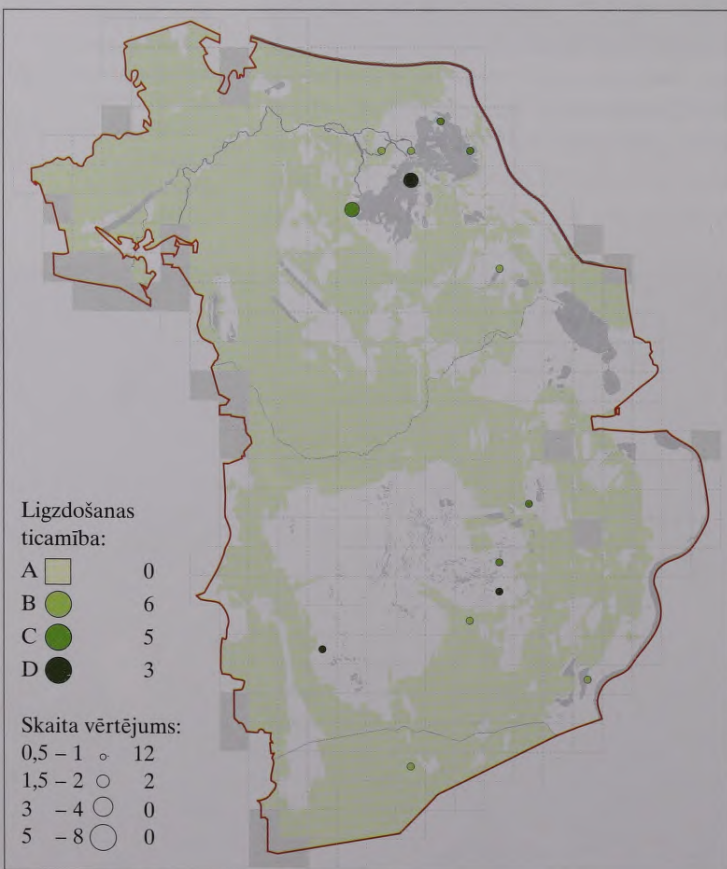 Ligzdošanas
ticamība:
A 0
B 6
C 5
D 3
Skaita vērtējums:
0,5 – 1 12
1,5 – 2 2
3 – 4 0
5 – 8 0